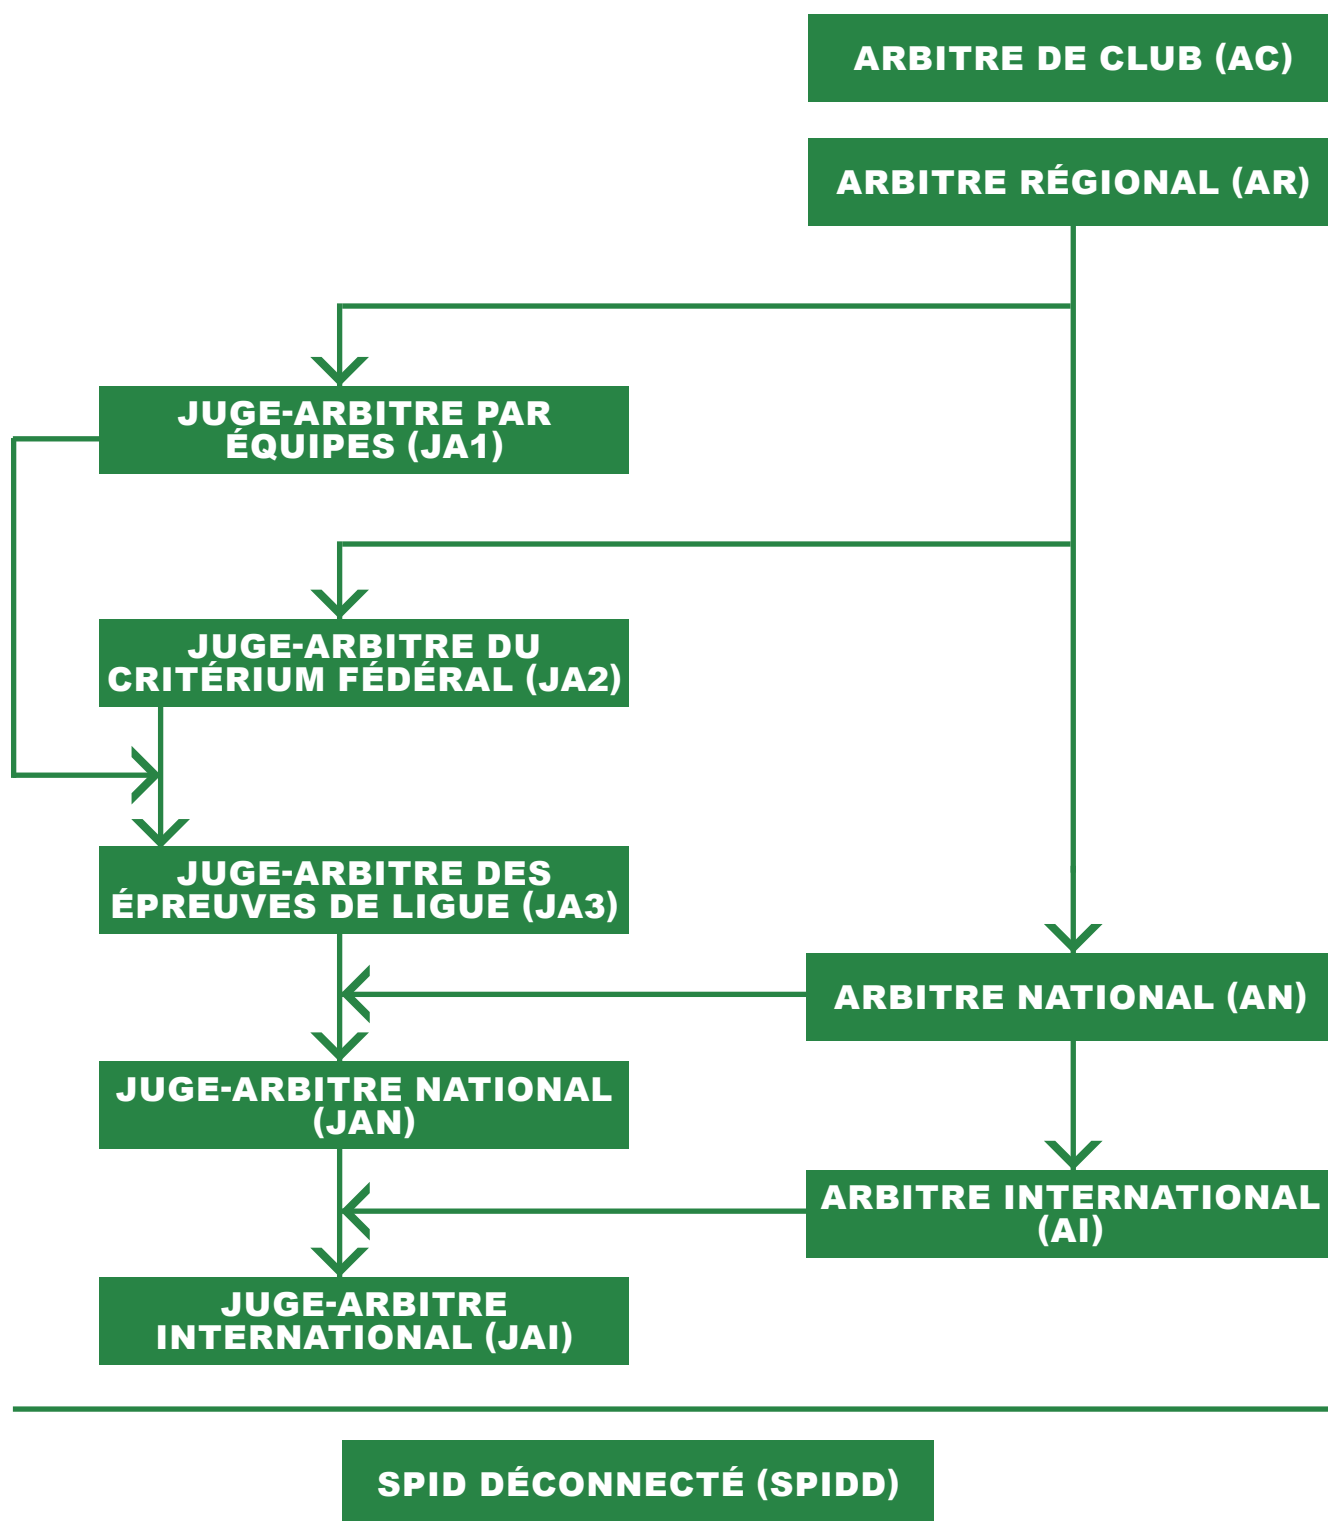 ARBITRE DE CLUB (AC)
ARBITRE RÉGIONAL (AR)
JUGE-ARBITRE PAR
ÉQUIPES (JA1)
JUGE-ARBITRE DU
CRITÉRIUM FÉDÉRAL (JA2)
JUGE-ARBITRE DES
ÉPREUVES DE LIGUE (JA3)
ARBITRE NATIONAL (AN)
JUGE-ARBITRE NATIONAL
(JAN)
ARBITRE INTERNATIONAL
(AI)
JUGE-ARBITRE
INTERNATIONAL (JAI)
SPID DÉCONNECTÉ (SPIDD)